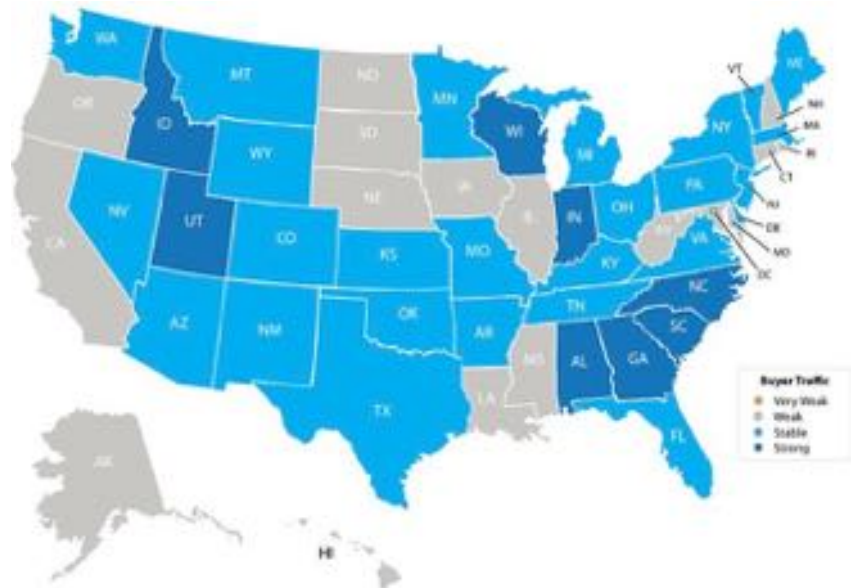 WA
MT
ND
MN
OR
ID
SD
WI
WY
MI
NY
VT
MI
NH
MA
RI
CT
NV
UT
NE
IA
PA
NJ
CA
CO
KS
MO
IL
IN
OH
WV
VA
DE
MD
DC
KY
AZ
NM
OK
AR
TN
NC
SC
TX
LA
MS
AL
GA
FL
AK
HI
Buyer Traffic
Very Weak
Weak
Stable
Strong